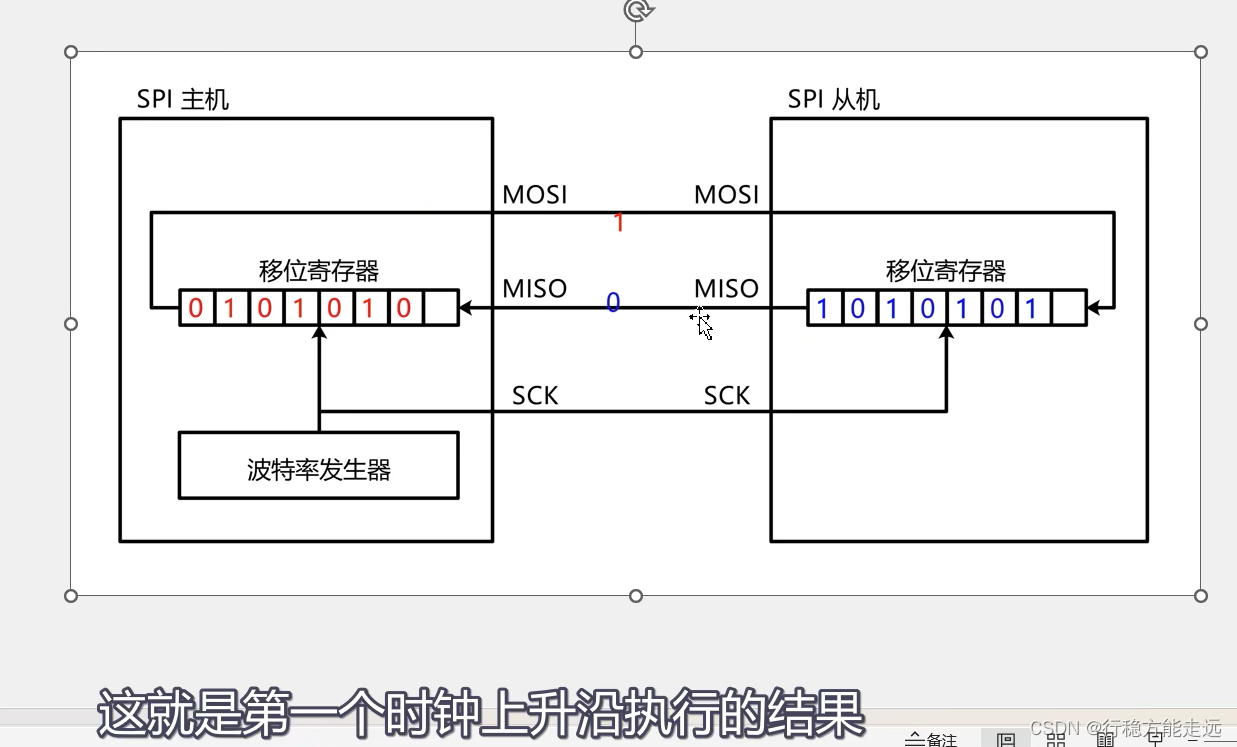 SPI 主机
SPI 从机
MOSI
MOSI
1
移位寄存器
移位寄存器
MISO
0
MISO
0 1 0 1 0 1 0
1 0 1 0 1 0 1
SCK
SCK
波特率发生器
这就是第一个时钟上升沿执行的结果
备注
CSDN @行稳方能走远